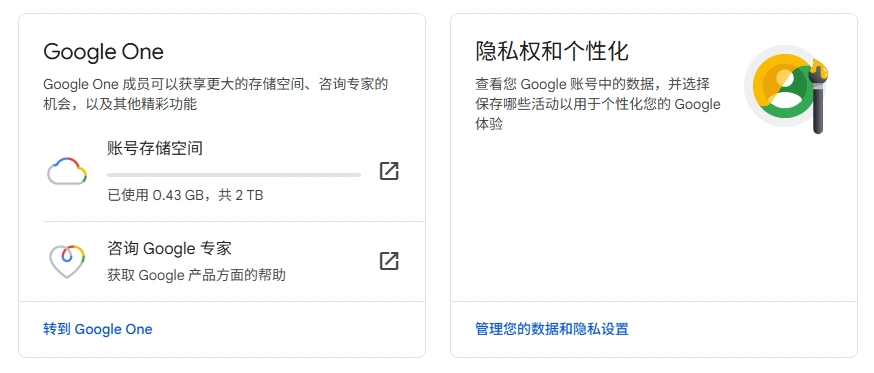 Google One
Google One 成员可以获享更大的存储空间、咨询专家的
机会，以及其他精彩功能
账号存储空间
已使用 0.43 GB，共 2 TB
咨询 Google 专家
获取 Google 产品方面的帮助
转到 Google One
隐私权和个性化
查看您 Google 账号中的数据，并选择
保存哪些活动以用于个性化您的 Google
体验
管理您的数据和隐私设置